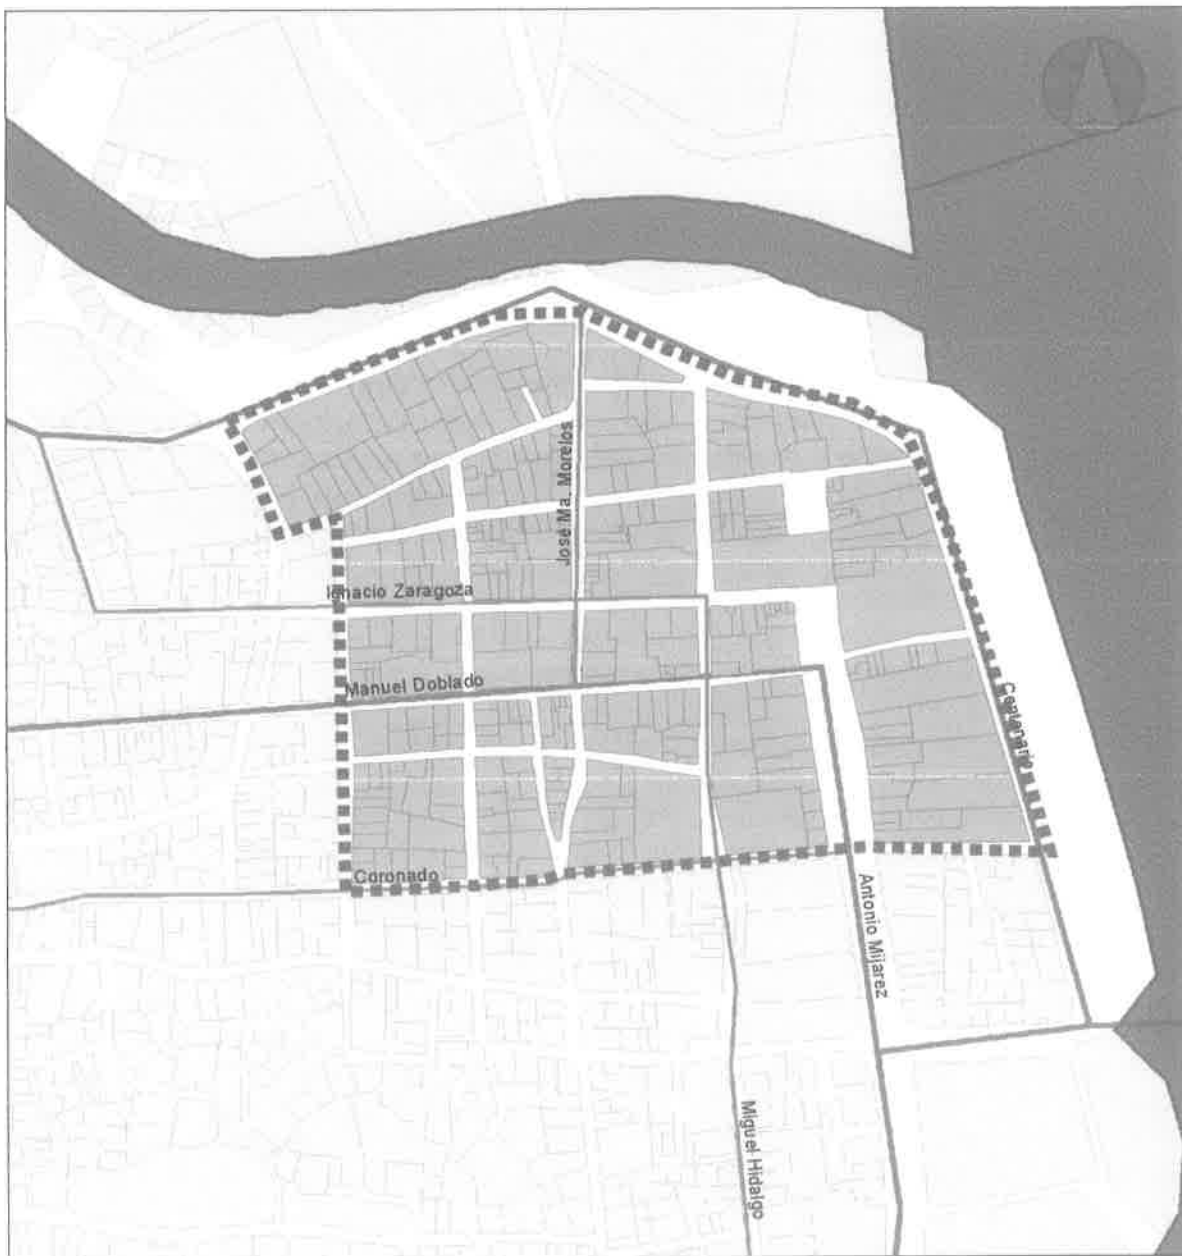 José Ma. Morelos
Ignacio Zaragoza
Manuel Doblado
Centenario
Coronado
Antonio Mijarez
Miguel Hidalgo